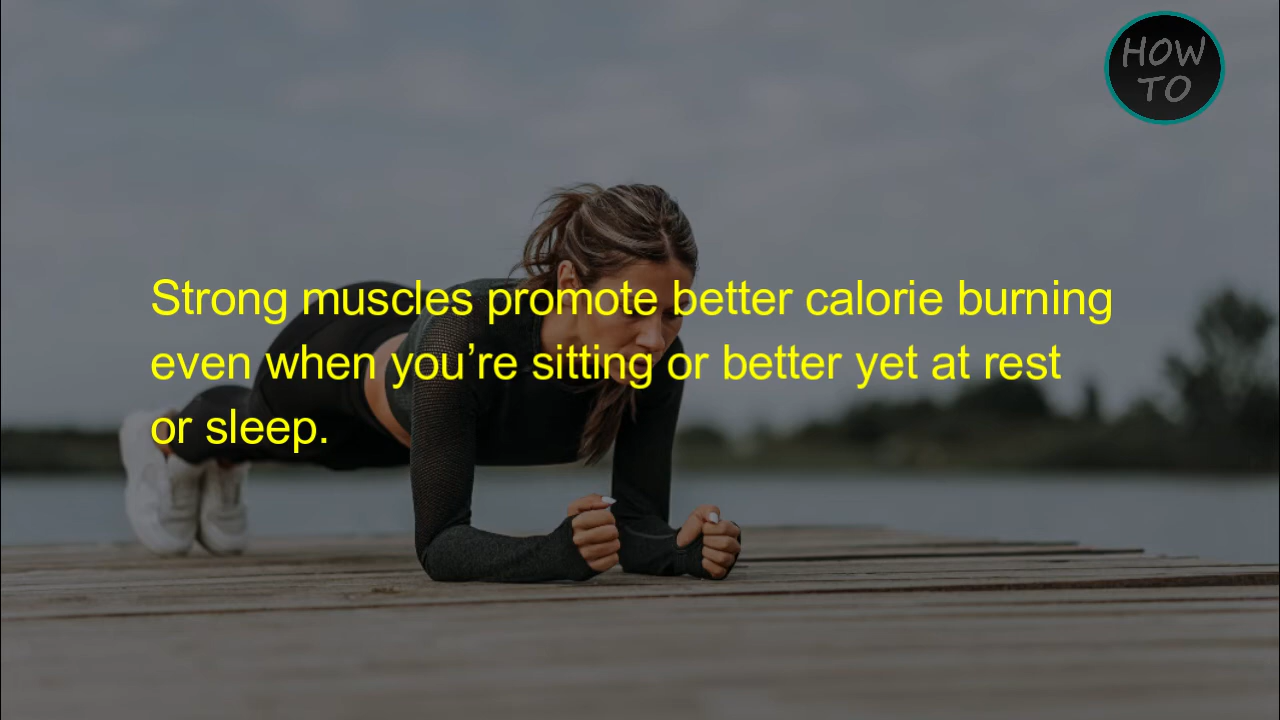 HOW
TO
Strong muscles promote better calorie burning
even when you’re sitting or better yet at rest
or sleep.